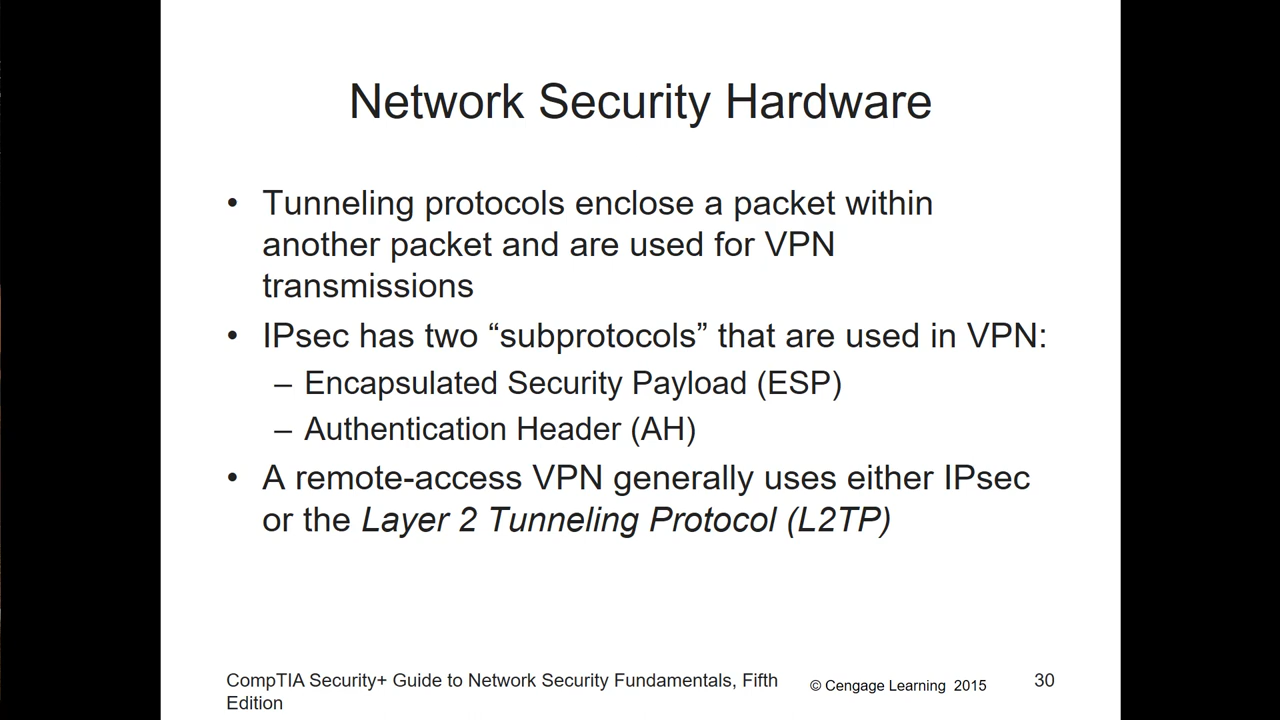 Network Security Hardware
• Tunneling protocols enclose a packet within
another packet and are used for VPN
transmissions
• IPsec has two “subprotocols” that are used in VPN:
– Encapsulated Security Payload (ESP)
– Authentication Header (AH)
• A remote-access VPN generally uses either IPsec
or the Layer 2 Tunneling Protocol (L2TP)
CompTIA Security+ Guide to Network Security Fundamentals, Fifth
Edition
© Cengage Learning 2015
30